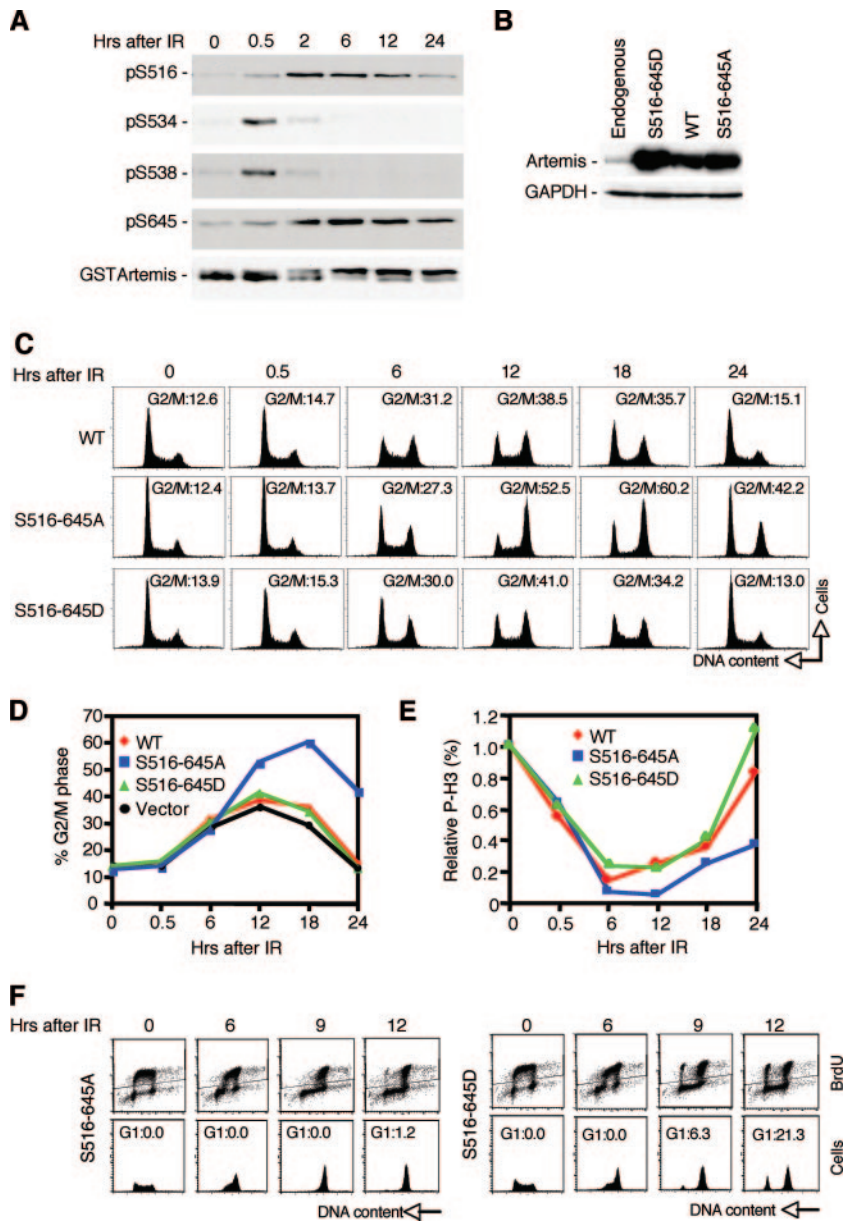 A
Hrs after IR 0 0.5 2 6 12 24
pS516 -
pS534 -
pS538 -
pS645 -
GSTArtemis -
B
Endogenous
S516-645D
WT
S516-645A
Artemis -
GAPDH -
C
Hrs after IR 0 0.5 6 12 18 24
WT
G2/M:12.6 G2/M:14.7 G2/M:31.2 G2/M:38.5 G2/M:35.7 G2/M:15.1
S516-645A
G2/M:12.4 G2/M:13.7 G2/M:27.3 G2/M:52.5 G2/M:60.2 G2/M:42.2
S516-645D
G2/M:13.9 G2/M:15.3 G2/M:30.0 G2/M:41.0 G2/M:34.2 G2/M:13.0
Cells
DNA content
D
% G2/M phase
70
60
50
40
30
20
10
0
WT
S516-645A
S516-645D
Vector
0 0.5 6 12 18 24
Hrs after IR
E
Relative P-H3 (%)
1.2
1.0
0.8
0.6
0.4
0.2
0
WT
S516-645A
S516-645D
0 0.5 6 12 18 24
Hrs after IR
F
Hrs after IR 0 6 9 12
S516-645A
G1:0.0 G1:0.0 G1:0.0 G1:1.2
DNA content
0 6 9 12
S516-645D
BrdU
G1:0.0 G1:0.0 G1:6.3 G1:21.3
Cells
DNA content